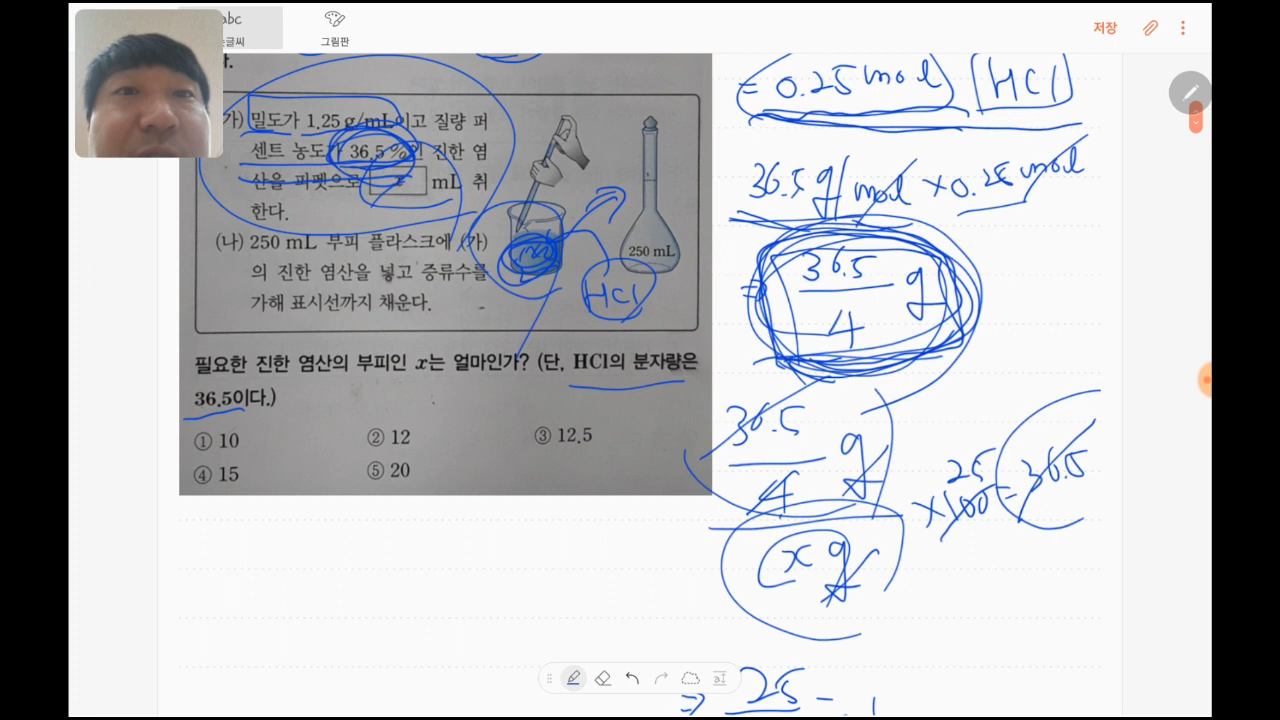 abc
글씨
그림판
저장
다.
= 0.25 mol [HCl]
가) 밀도가 1.25 g/mL이고 질량 퍼
센트 농도가 36.5%인 진한 염
산을 피펫으로 x mL 취
한다.
(나) 250 mL 부피 플라스크에 (가)
의 진한 염산을 넣고 증류수를
가해 표시선까지 채운다.
250 mL
HCl
36.5 g/mol × 0.25 mol
= 36.5
4 g
필요한 진한 염산의 부피인 x는 얼마인가? (단, HCl의 분자량은
36.5이다.)
① 10 ② 12 ③ 12.5
④ 15 ⑤ 20
36.5
4 g
x g
25
×100 = 36.5
⇒ 25 =